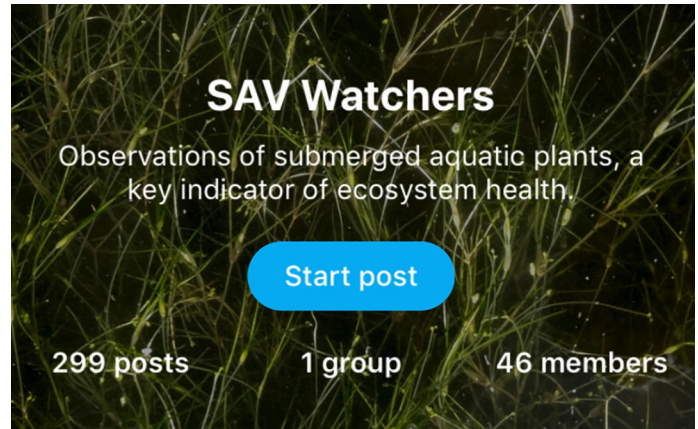 SAV Watchers
Observations of submerged aquatic plants, a
key indicator of ecosystem health.
Start post
299 posts
1 group
46 members